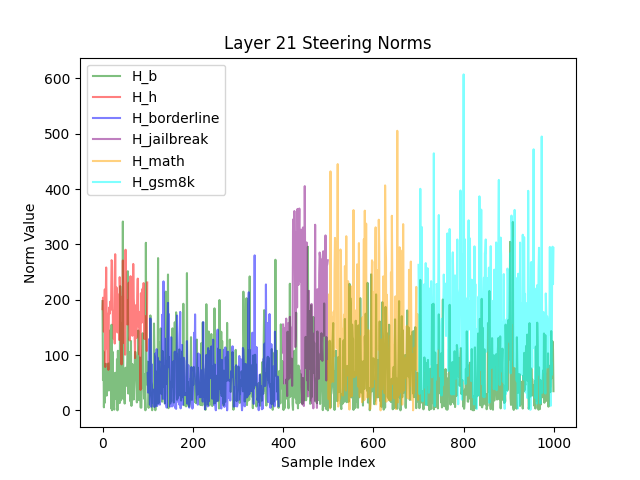 Layer 21 Steering Norms
600
500
400
300
200
100
0
Norm Value
H_b
H_h
H_borderline
H_jailbreak
H_math
H_gsm8k
0
200
400
600
800
1000
Sample Index